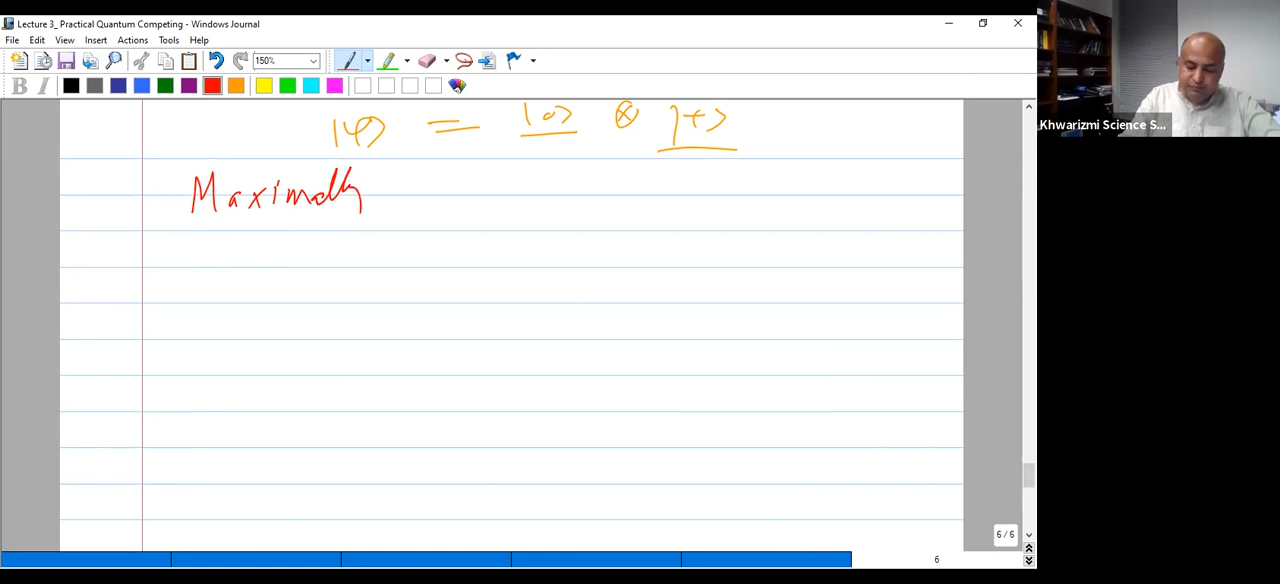 Lecture 3_ Practical Quantum Competing - Windows Journal
File Edit View Insert Actions Tools Help
150%
B I
Khwarizmi Science S...
|ψ⟩ = |0⟩ ⊗ |+⟩
Maximally
6 / 6
6